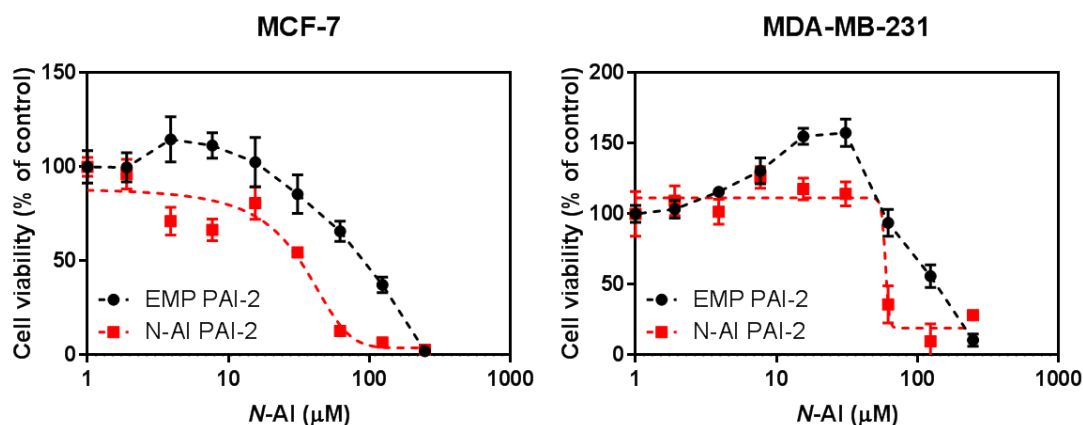 MCF-7
Cell viability (% of control)
150
100
50
0
EMP PAI-2
N-AI PAI-2
1
10
100
1000
N-AI (μM)
MDA-MB-231
Cell viability (% of control)
200
150
100
50
0
EMP PAI-2
N-AI PAI-2
1
10
100
1000
N-AI (μM)